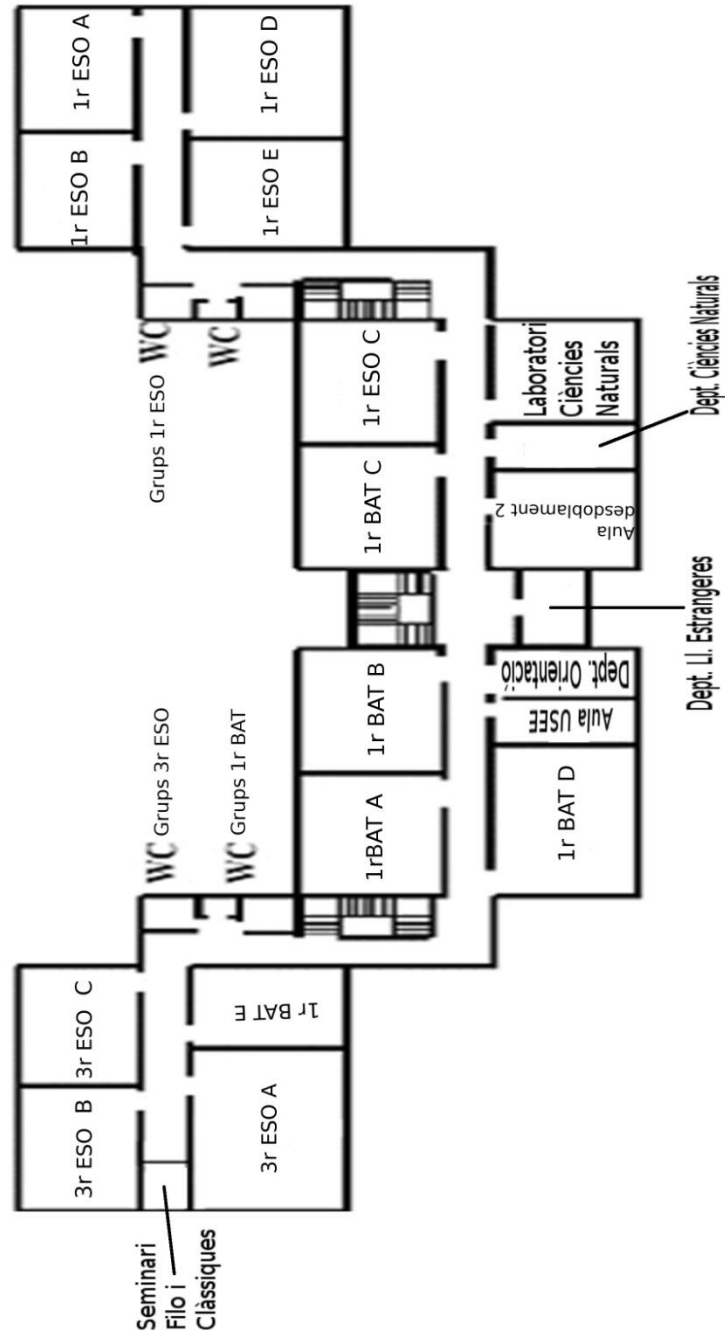 1r ESO A
1r ESO B
1r ESO D
1r ESO E
WC
WC
Grups 1r ESO
1r ESO C
1r BAT C
Laboratori
Ciències
Naturals
Dept. Ciències Naturals
Aula
desdoblament 2
Dept. Ll. Estrangeres
1r BAT B
1rBAT A
Dept. Orientació
Aula USEE
1r BAT D
WC Grups 3r ESO
WC Grups 1r BAT
3r ESO C
3r ESO B
1r BAT E
3r ESO A
Seminari
Filo i
Clàssiques